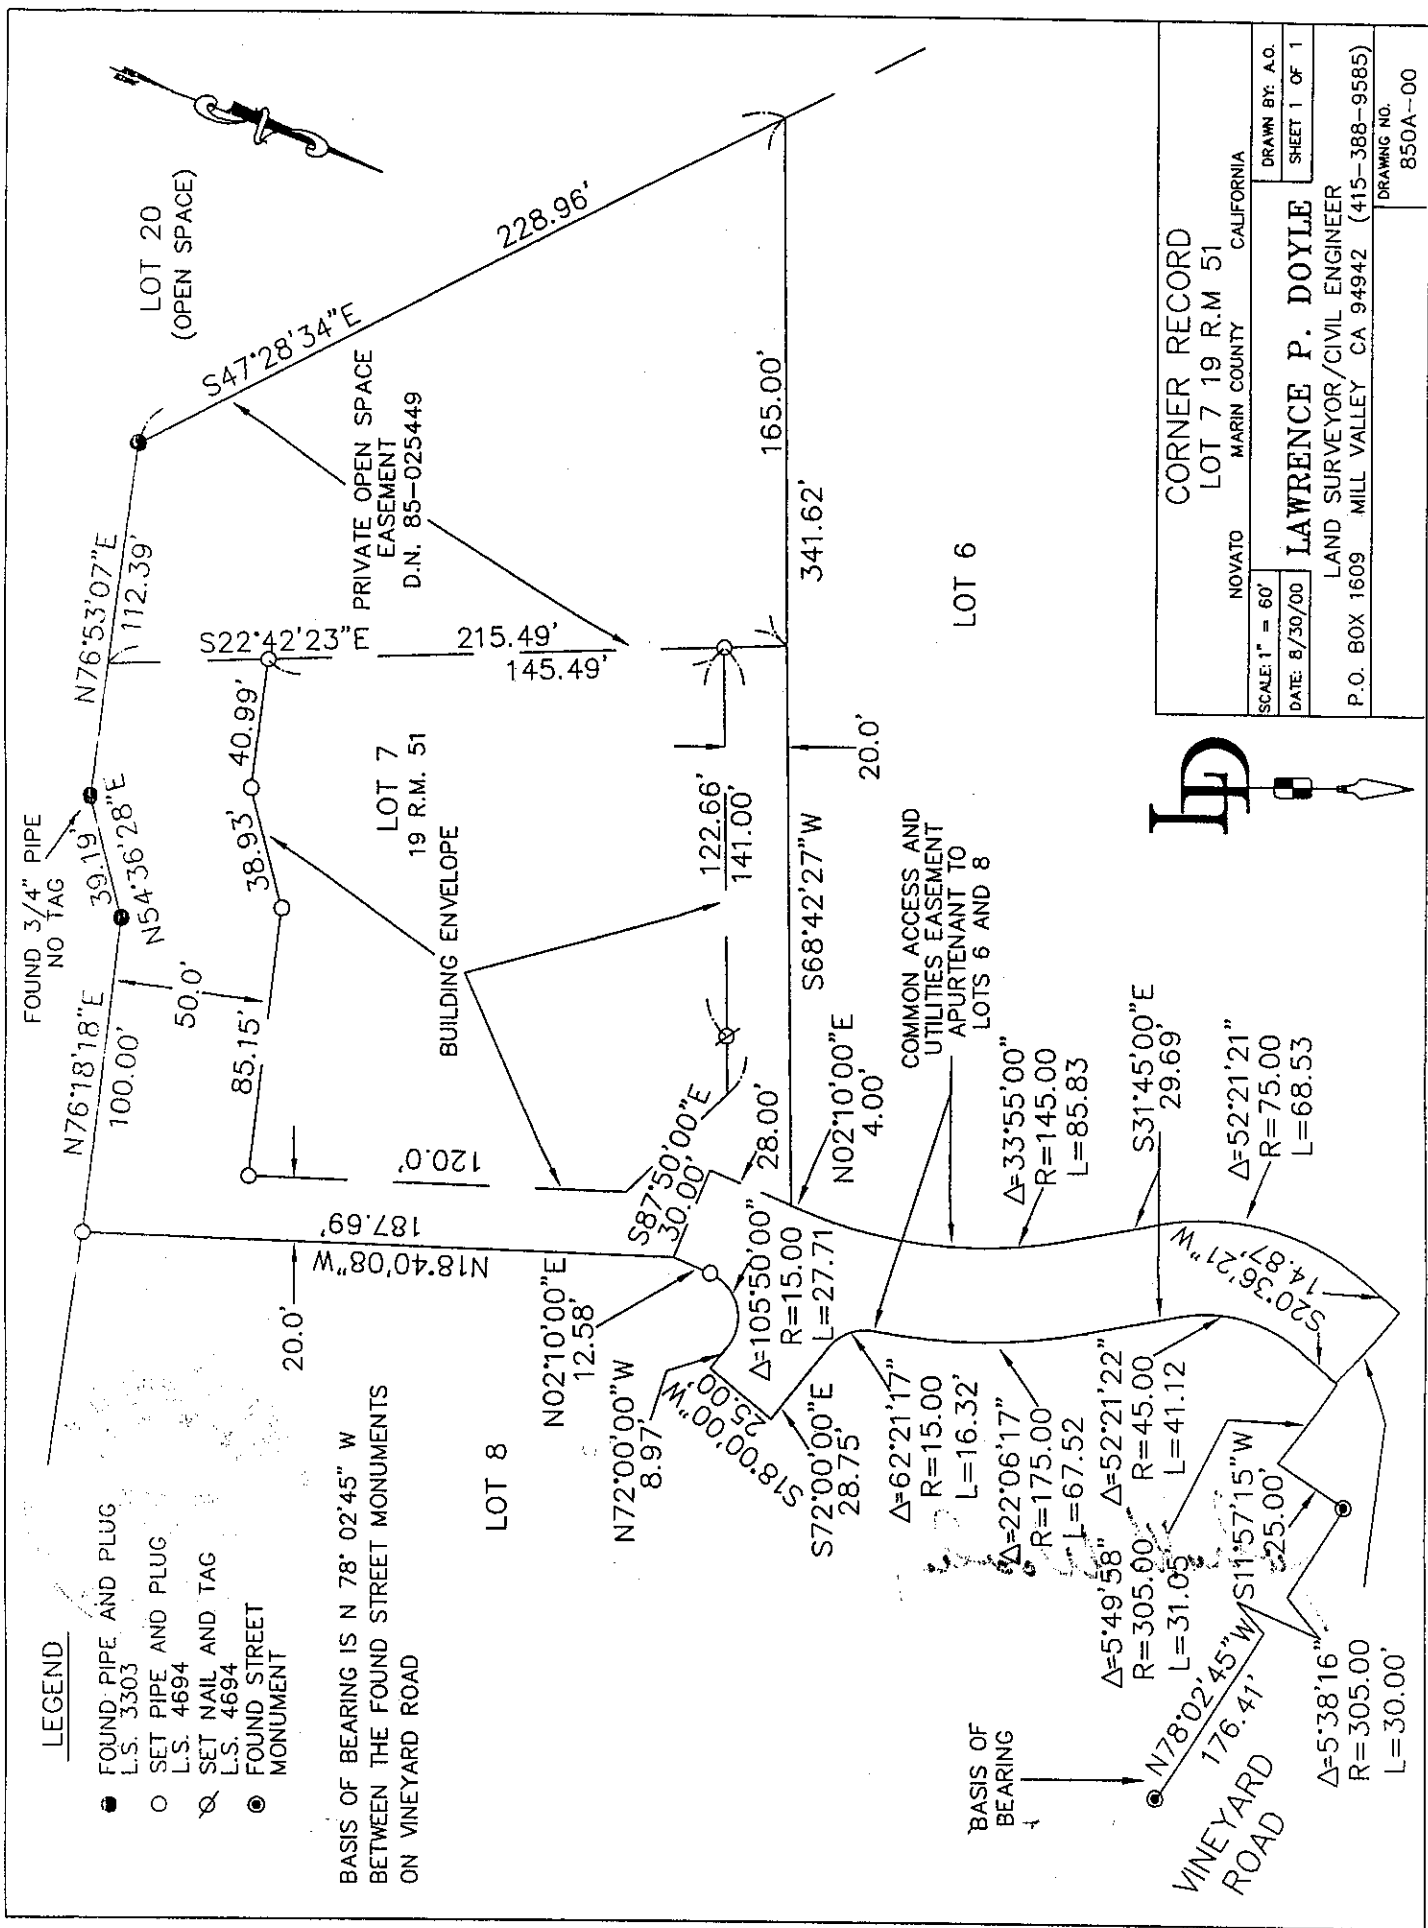 LEGEND
FOUND PIPE AND PLUG
L.S. 3303
SET PIPE AND PLUG
L.S. 4694
SET NAIL AND TAG
L.S. 4694
FOUND STREET
MONUMENT
BASIS OF BEARING IS N 78° 02'45" W
BETWEEN THE FOUND STREET MONUMENTS
ON VINEYARD ROAD
FOUND 3/4" PIPE
NO TAG
N76°18'18"E
100.00'
39.19'
N54°36'28"E
N76°53'07"E
112.39'
LOT 20
(OPEN SPACE)
S47°28'34"E
228.96'
50.0'
85.15'
38.93'
40.99'
S22°42'23"E
215.49'
145.49'
PRIVATE OPEN SPACE
EASEMENT
D.N. 85-025449
LOT 7
19 R.M. 51
BUILDING ENVELOPE
120.0'
187.69'
N18°40'08"W
20.0'
122.66'
141.00'
20.0'
165.00'
341.62'
S68°42'27"W
LOT 6
LOT 8
S87°50'00"E
30.00'
28.00'
N02°10'00"E
4.00'
N02°10'00"E
12.58'
N72°00'00"W
8.97'
Δ=105°50'00"
R=15.00
L=27.71
S18°00'00"W
25.00'
S72°00'00"E
28.75'
COMMON ACCESS AND
UTILITIES EASEMENT
APURTENANT TO
LOTS 6 AND 8
Δ=62°21'17"
R=15.00
L=16.32'
Δ=33°55'00"
R=145.00
L=85.83
Δ=22°06'17"
R=175.00
L=67.52
S31°45'00"E
29.69'
Δ=52°21'22"
R=45.00
L=41.12
Δ=52°21'21"
R=75.00
L=68.53
S20°36'21"W
14.87'
Δ=5°49'58"
R=305.00
L=31.05
S11°57'15"W
25.00'
BASIS OF
BEARING
N78°02'45"W
176.41'
VINEYARD
ROAD
Δ=5°38'16"
R=305.00
L=30.00'
LPD
CORNER RECORD
LOT 7 19 R.M 51
NOVATO MARIN COUNTY CALIFORNIA
SCALE: 1" = 60'
DATE: 8/30/00
LAWRENCE P. DOYLE
DRAWN BY: A.O.
SHEET 1 OF 1
LAND SURVEYOR/CIVIL ENGINEER
P.O. BOX 1609 MILL VALLEY CA 94942 (415-388-9585)
DRAWING NO.
850A-00